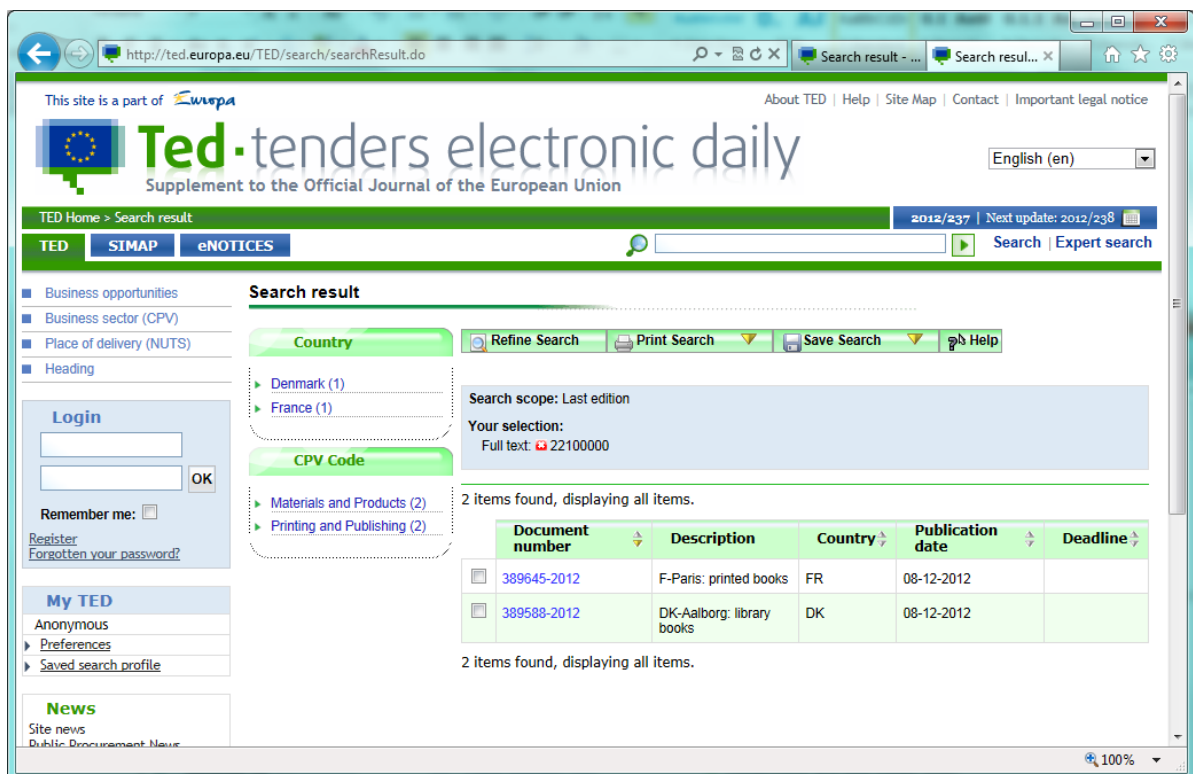 http://ted.europa.eu/TED/search/searchResult.do
Search result - ...
Search resul...
This site is a part of Europa
About TED | Help | Site Map | Contact | Important legal notice
Ted·tenders electronic daily
Supplement to the Official Journal of the European Union
English (en)
TED Home > Search result
2012/237 | Next update: 2012/238
TED SIMAP eNOTICES
Search | Expert search
Business opportunities
Business sector (CPV)
Place of delivery (NUTS)
Heading
Login
OK
Remember me:
Register
Forgotten your password?
My TED
Anonymous
Preferences
Saved search profile
News
Site news
Public Procurement News
Search result
Country
Denmark (1)
France (1)
CPV Code
Materials and Products (2)
Printing and Publishing (2)
Refine Search Print Search Save Search Help
Search scope: Last edition
Your selection:
Full text: 22100000
2 items found, displaying all items.
Document number Description Country Publication date Deadline
389645-2012 F-Paris: printed books FR 08-12-2012
389588-2012 DK-Aalborg: library books DK 08-12-2012
2 items found, displaying all items.
100%